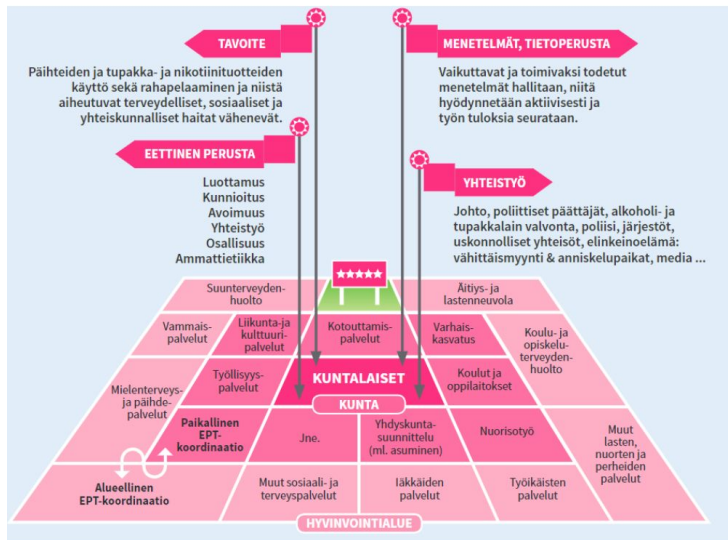 TAVOITE
Päihteiden ja tupakka- ja nikotiinituotteiden
käyttö sekä rahapelaaminen ja niistä
aiheutuvat terveydelliset, sosiaaliset ja
yhteiskunnalliset haitat vähenevät.
MENETELMÄT, TIETOPERUSTA
Vaikuttavat ja toimivaksi todetut
menetelmät hallitaan, niitä
hyödynnetään aktiivisesti ja
työn tuloksia seurataan.
EETTINEN PERUSTA
Luottamus
Kunnioitus
Avoimuus
Yhteistyö
Osallisuus
Ammattietiikka
YHTEISTYÖ
Johto, poliittiset päättäjät, alkoholi- ja
tupakkalain valvonta, poliisi, järjestöt,
uskonnolliset yhteisöt, elinkeinoelämä:
vähittäismyynti & anniskelupaikat, media ...
Suunterveyden-
huolto
Äitiys- ja
lastenneuvola
Vammais-
palvelut
Liikunta-ja
kulttuuri-
palvelut
Kotouttamis-
palvelut
Varhais-
kasvatus
Koulu- ja
opiskelu-
terveyden-
huolto
Mielenterveys-
ja päihde-
palvelut
Työllisyys-
palvelut
KUNTALAISET
Koulut ja
oppilaitokset
KUNTA
Paikallinen
EPT-
koordinaatio
Jne.
Yhdyskunta-
suunnittelu
(ml. asuminen)
Nuorisotyö
Muut
lasten,
nuorten ja
perheiden
palvelut
Alueellinen
EPT-koordinaatio
Muut sosiaali- ja
terveyspalvelut
Iäkkäiden
palvelut
Työikäisten
palvelut
HYVINVOINTIALUE